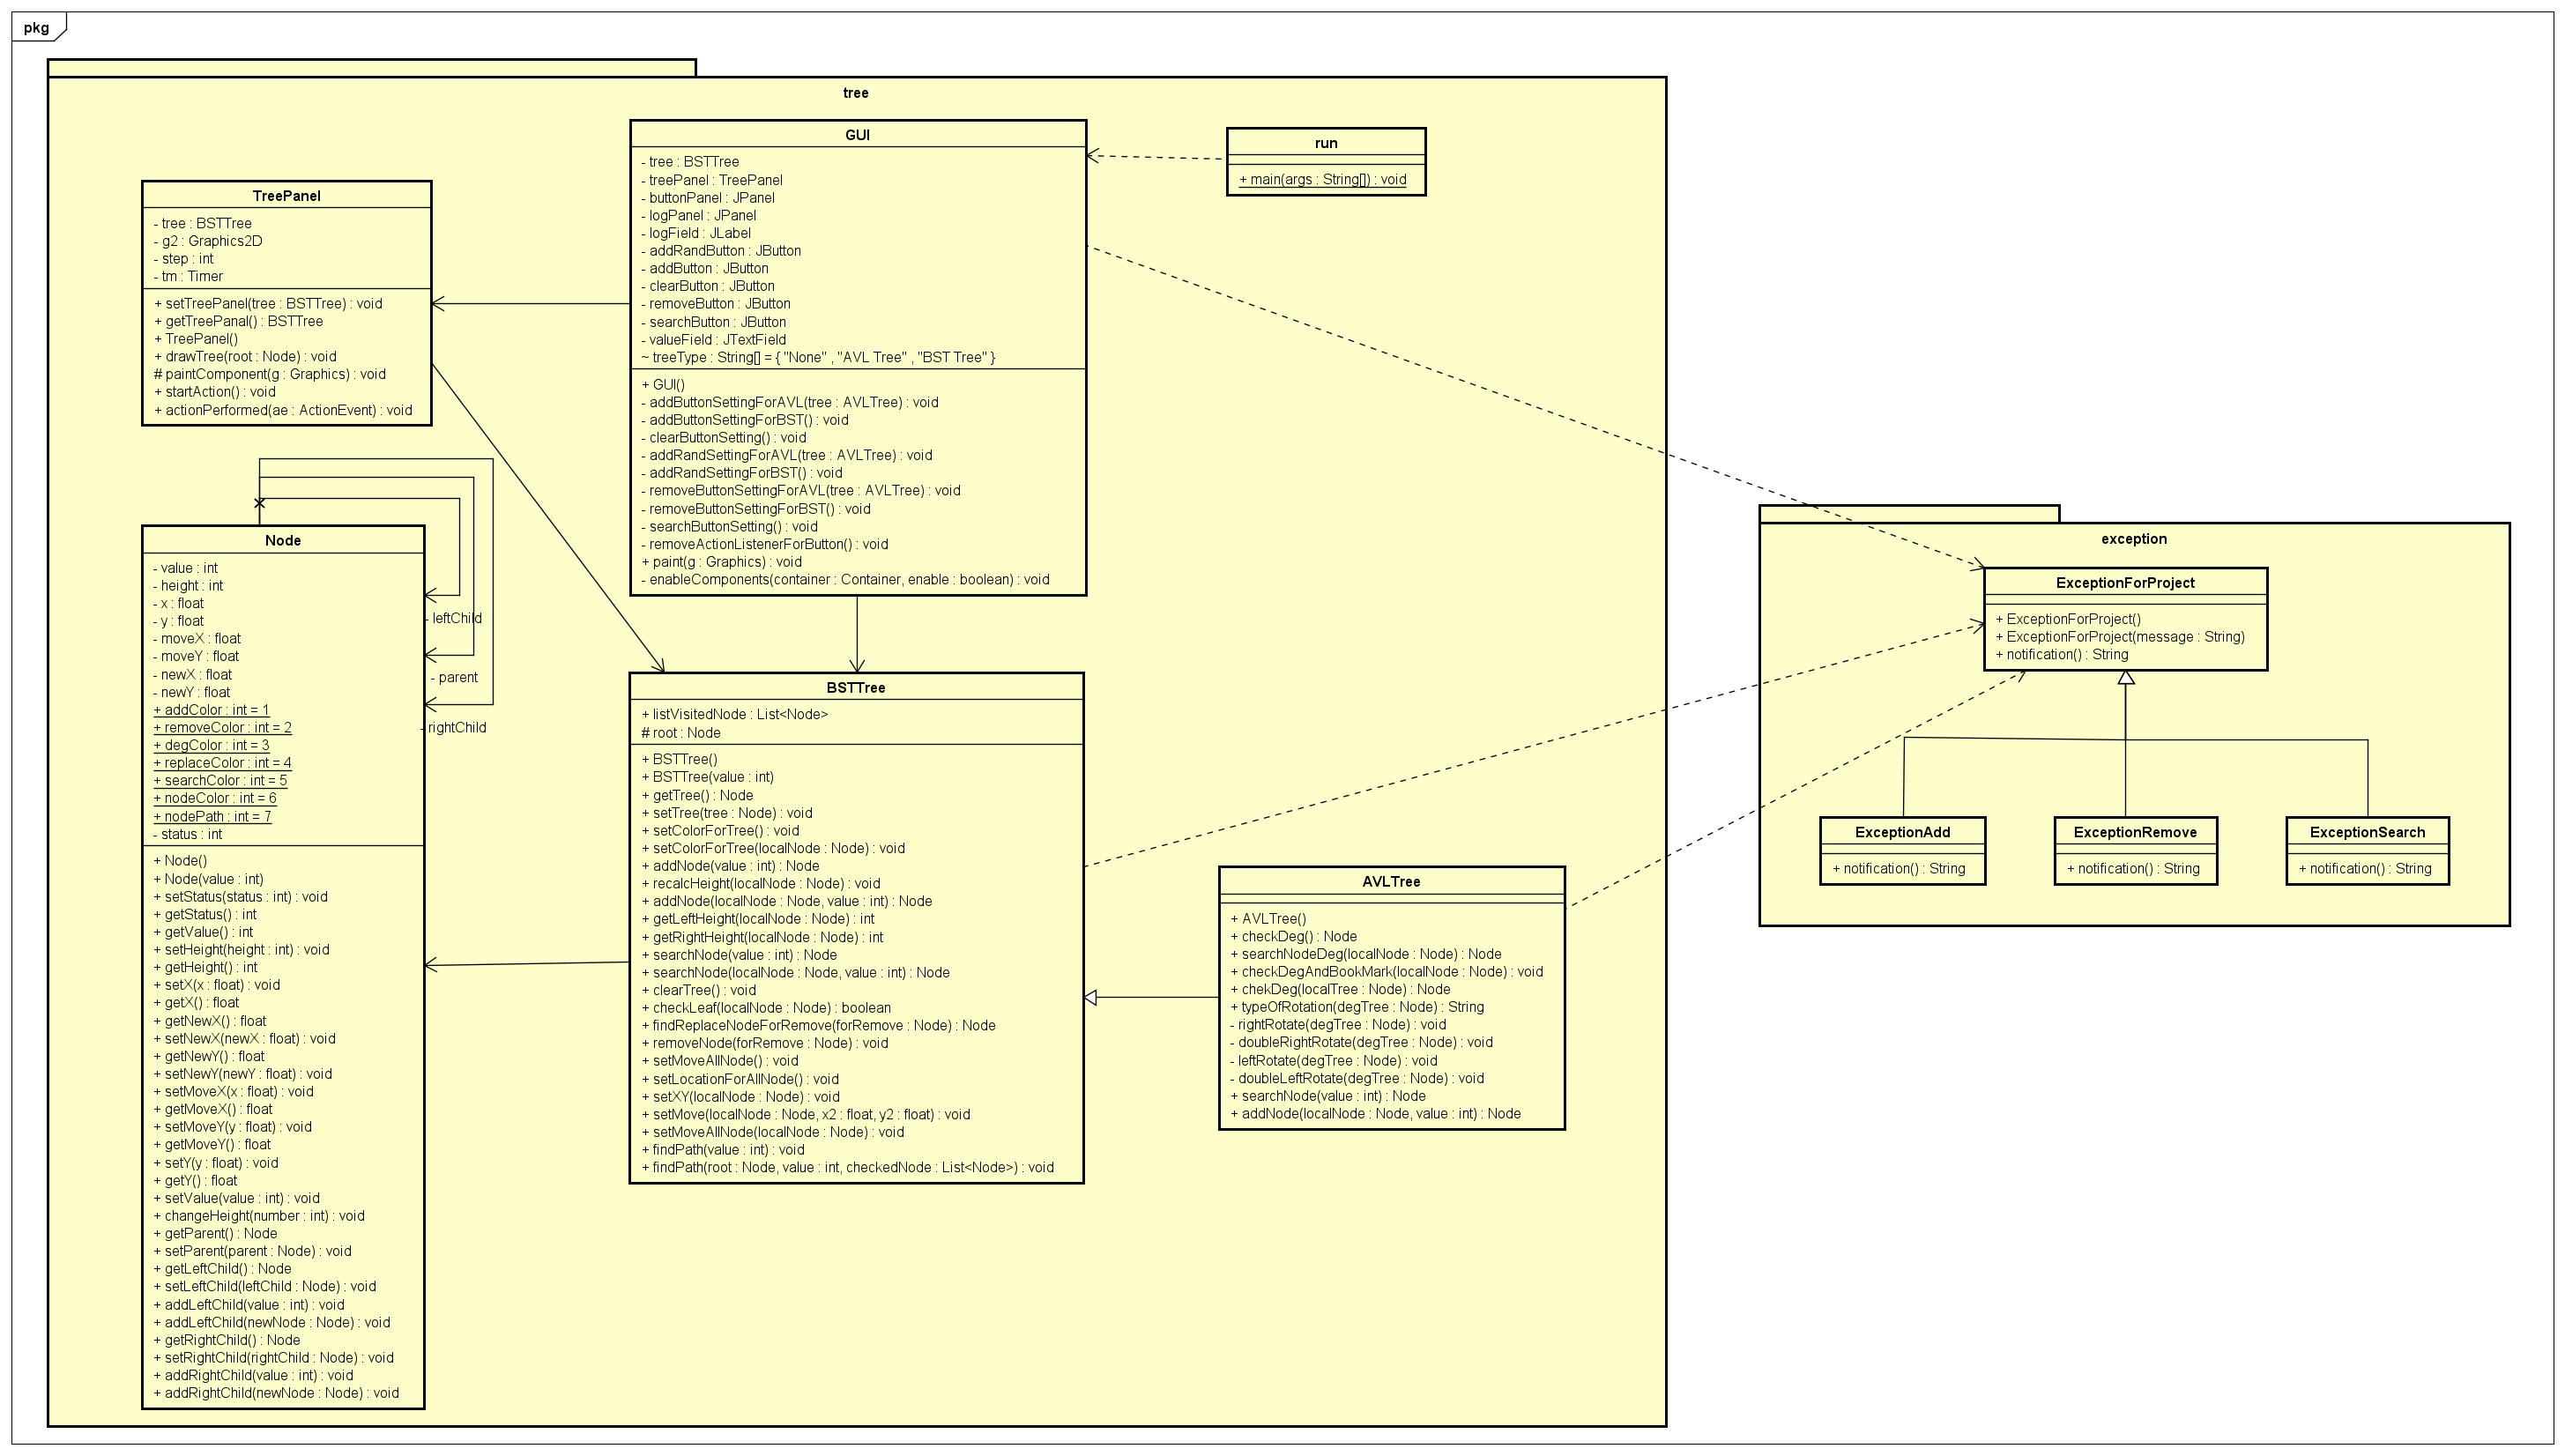 pkg
tree
TreePanel
- tree : BSTTree
- g2 : Graphics2D
- step : int
- tm : Timer
+ setTreePanel(tree : BSTTree) : void
+ getTreePanal() : BSTTree
+ TreePanel()
+ drawTree(root : Node) : void
# paintComponent(g : Graphics) : void
+ startAction() : void
+ actionPerformed(ae : ActionEvent) : void
GUI
- tree : BSTTree
- treePanel : TreePanel
- buttonPanel : JPanel
- logPanel : JPanel
- logField : JLabel
- addRandButton : JButton
- addButton : JButton
- clearButton : JButton
- removeButton : JButton
- searchButton : JButton
- valueField : JTextField
~ treeType : String[] = { "None" , "AVL Tree" , "BST Tree" }
+ GUI()
- addButtonSettingForAVL(tree : AVLTree) : void
- addButtonSettingForBST() : void
- clearButtonSetting() : void
- addRandSettingForAVL(tree : AVLTree) : void
- addRandSettingForBST() : void
- removeButtonSettingForAVL(tree : AVLTree) : void
- removeButtonSettingForBST() : void
- searchButtonSetting() : void
- removeActionListenerForButton() : void
+ paint(g : Graphics) : void
- enableComponents(container : Container, enable : boolean) : void
run
+ main(args : String[]) : void
Node
- value : int
- height : int
- x : float
- y : float
- moveX : float
- moveY : float
- newX : float
- newY : float
+ addColor : int = 1
+ removeColor : int = 2
+ degColor : int = 3
+ replaceColor : int = 4
+ searchColor : int = 5
+ nodeColor : int = 6
+ nodePath : int = 7
- status : int
+ Node()
+ Node(value : int)
+ setStatus(status : int) : void
+ getStatus() : int
+ getValue() : int
+ setHeight(height : int) : void
+ getHeight() : int
+ setX(x : float) : void
+ getX() : float
+ getNewX() : float
+ setNewX(newX : float) : void
+ getNewY() : float
+ setNewY(newY : float) : void
+ setMoveX(x : float) : void
+ getMoveX() : float
+ setMoveY(y : float) : void
+ getMoveY() : float
+ setY(y : float) : void
+ getY() : float
+ setValue(value : int) : void
+ changeHeight(number : int) : void
+ getParent() : Node
+ setParent(parent : Node) : void
+ getLeftChild() : Node
+ setLeftChild(leftChild : Node) : void
+ addLeftChild(value : int) : void
+ addLeftChild(newNode : Node) : void
+ getRightChild() : Node
+ setRightChild(rightChild : Node) : void
+ addRightChild(value : int) : void
+ addRightChild(newNode : Node) : void
- leftChild
- parent
- rightChild
BSTTree
+ listVisitedNode : List<Node>
# root : Node
+ BSTTree()
+ BSTTree(value : int)
+ getTree() : Node
+ setTree(tree : Node) : void
+ setColorForTree() : void
+ setColorForTree(localNode : Node) : void
+ addNode(value : int) : Node
+ recalcHeight(localNode : Node) : void
+ addNode(localNode : Node, value : int) : Node
+ getLeftHeight(localNode : Node) : int
+ getRightHeight(localNode : Node) : int
+ searchNode(value : int) : Node
+ searchNode(localNode : Node, value : int) : Node
+ clearTree() : void
+ checkLeaf(localNode : Node) : boolean
+ findReplaceNodeForRemove(forRemove : Node) : Node
+ removeNode(forRemove : Node) : void
+ setMoveAllNode() : void
+ setLocationForAllNode() : void
+ setXY(localNode : Node) : void
+ setMove(localNode : Node, x2 : float, y2 : float) : void
+ setMoveAllNode(localNode : Node) : void
+ findPath(value : int) : void
+ findPath(root : Node, value : int, checkedNode : List<Node>) : void
AVLTree
+ AVLTree()
+ checkDeg() : Node
+ searchNodeDeg(localNode : Node) : Node
+ checkDegAndBookMark(localNode : Node) : void
+ chekDeg(localTree : Node) : Node
+ typeOfRotation(degTree : Node) : String
- rightRotate(degTree : Node) : void
- doubleRightRotate(degTree : Node) : void
- leftRotate(degTree : Node) : void
- doubleLeftRotate(degTree : Node) : void
+ searchNode(value : int) : Node
+ addNode(localNode : Node, value : int) : Node
exception
ExceptionForProject
+ ExceptionForProject()
+ ExceptionForProject(message : String)
+ notification() : String
ExceptionAdd
+ notification() : String
ExceptionRemove
+ notification() : String
ExceptionSearch
+ notification() : String